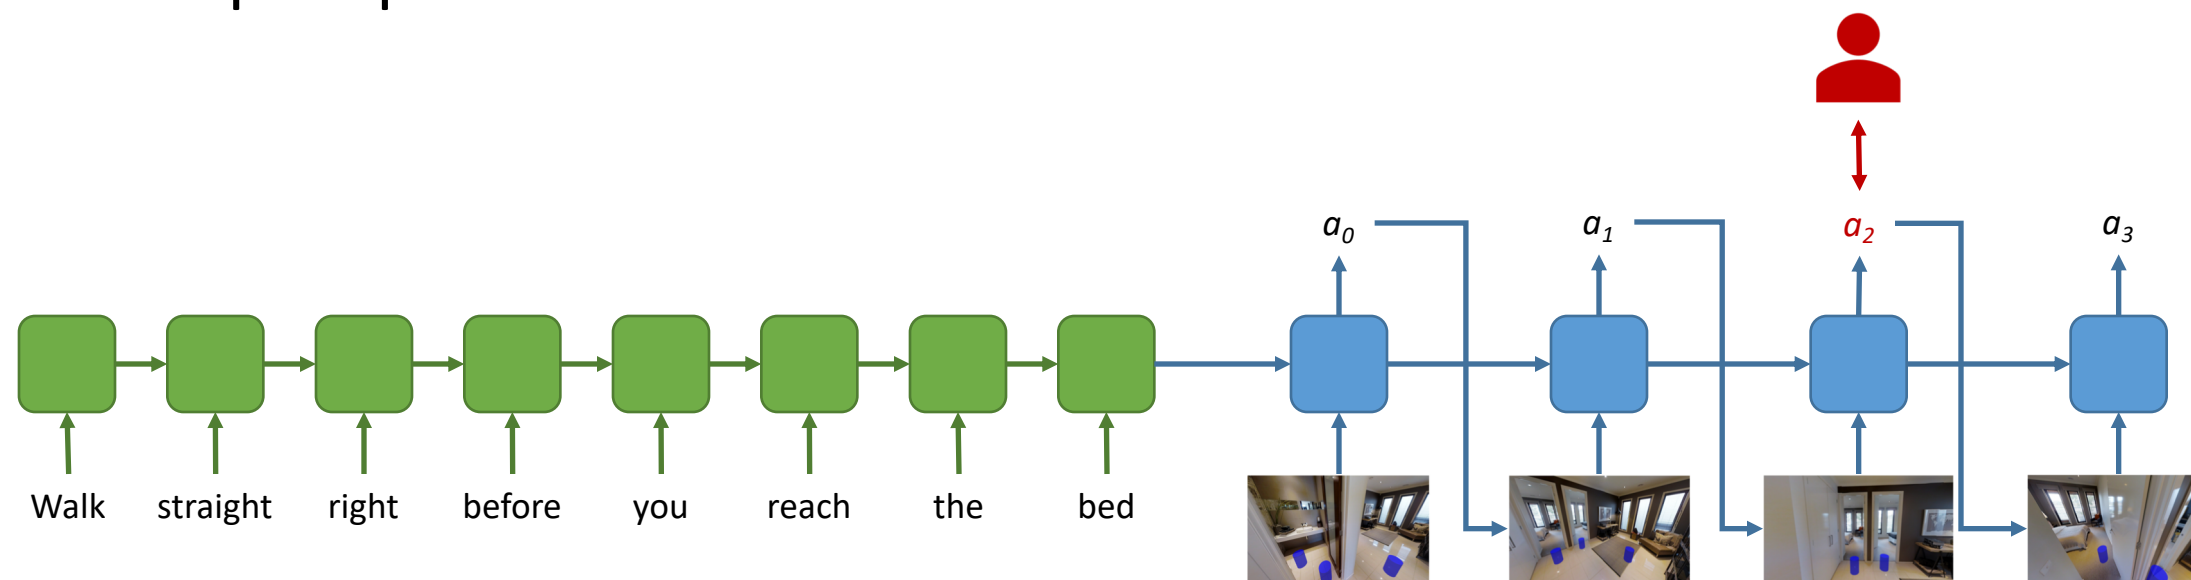 a0 a1 a2 a3
Walk straight right before you reach the bed